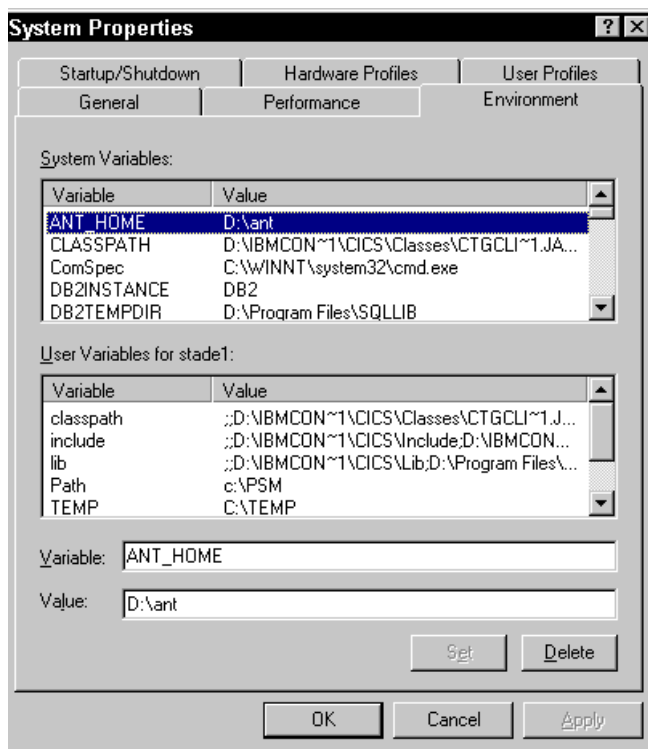 System Properties
Startup/Shutdown Hardware Profiles User Profiles
General Performance Environment
System Variables:
Variable Value
ANT_HOME D:\ant
CLASSPATH D:\IBMCON~1\CICS\Classes\CTGCLI~1.JA...
ComSpec C:\WINNT\system32\cmd.exe
DB2INSTANCE DB2
DB2TEMPDIR D:\Program Files\SQLLIB
User Variables for stade1:
Variable Value
classpath ;;D:\IBMCON~1\CICS\Classes\CTGCLI~1.J...
include ;;D:\IBMCON~1\CICS\Include;D:\IBMCON...
lib ;;D:\IBMCON~1\CICS\Lib;D:\Program Files\...
Path c:\PSM
TEMP C:\TEMP
Variable: ANT_HOME
Value: D:\ant
Set Delete
OK Cancel Apply